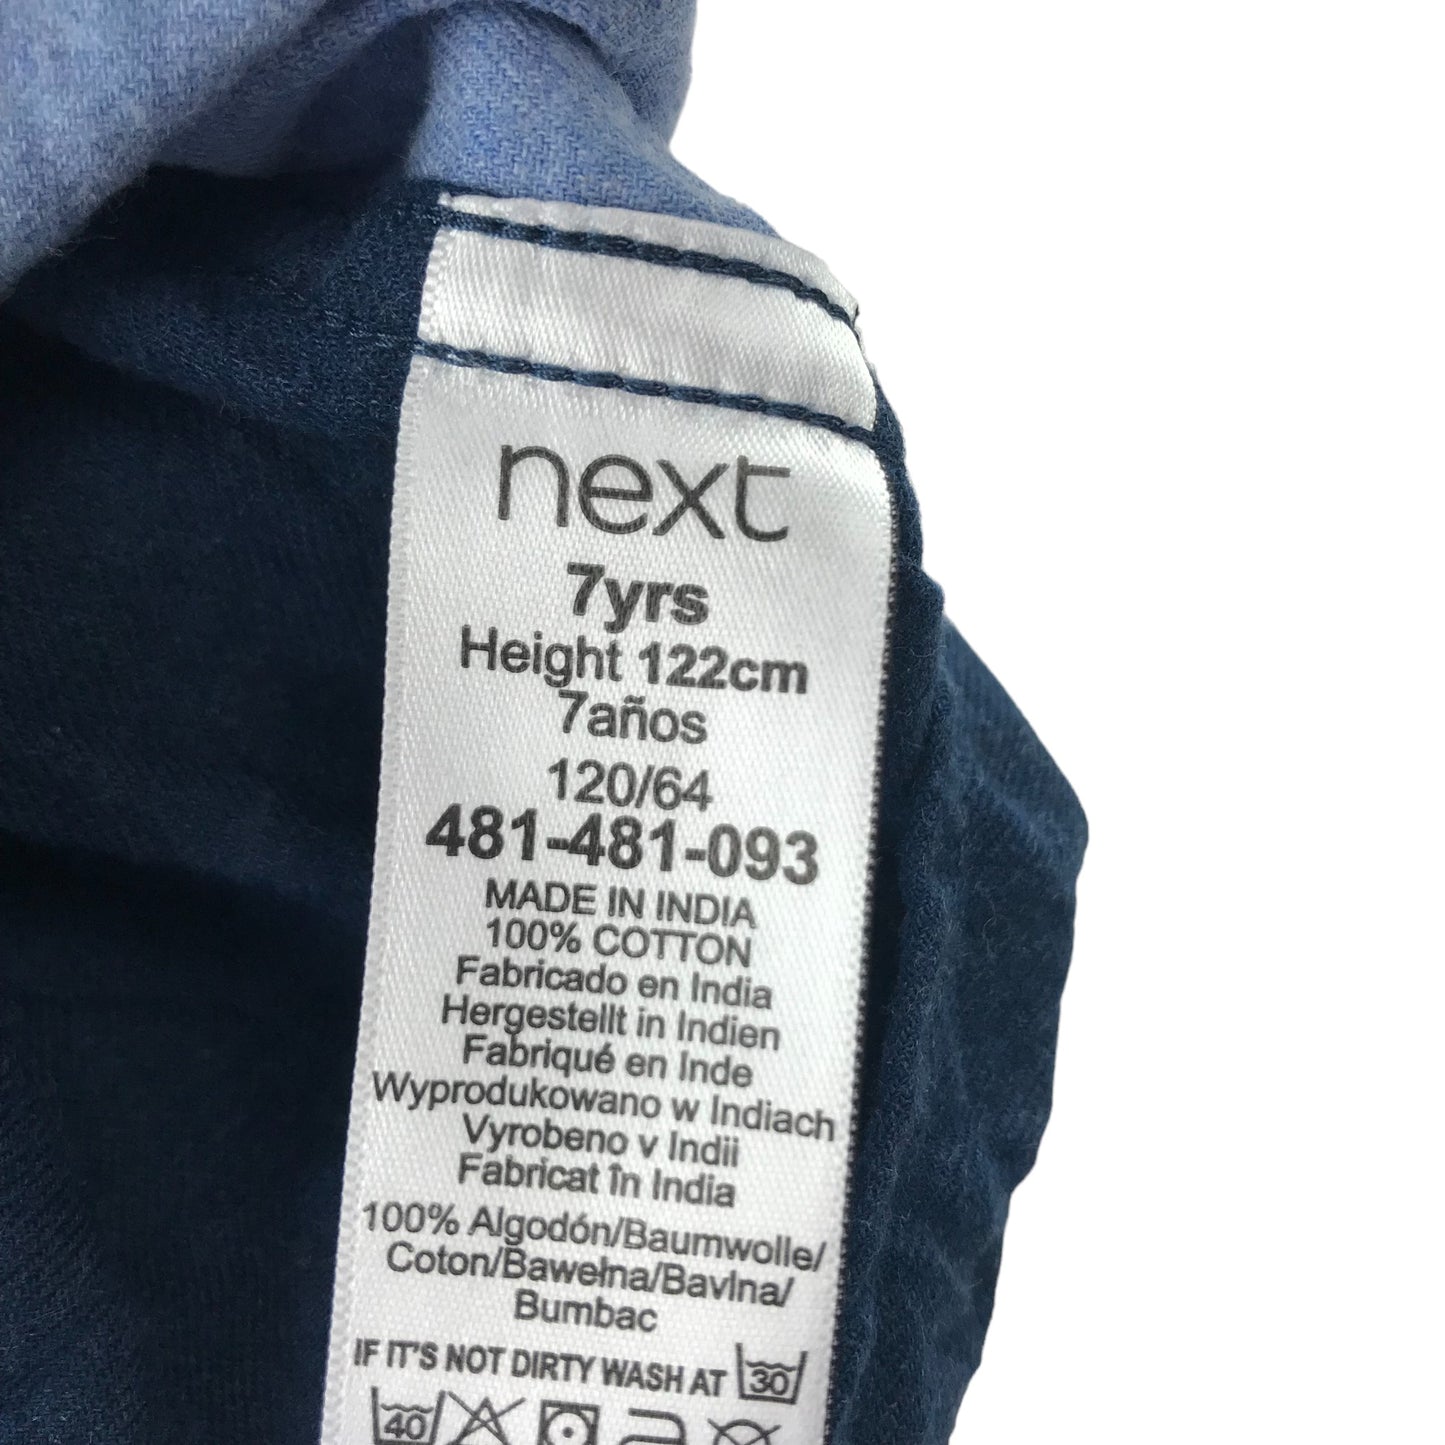 next
7yrs
Height 122cm
7años
120/64
481-481-093
MADE IN INDIA
100% COTTON
Fabricado en India
Hergestellt in Indien
Fabriqué en Inde
Wyprodukowano w Indiach
Vyrobeno v Indii
Fabricat în India
100% Algodón/Baumwolle/
Coton/Bawełna/Bavlna/
Bumbac
IF IT'S NOT DIRTY WASH AT 30
40